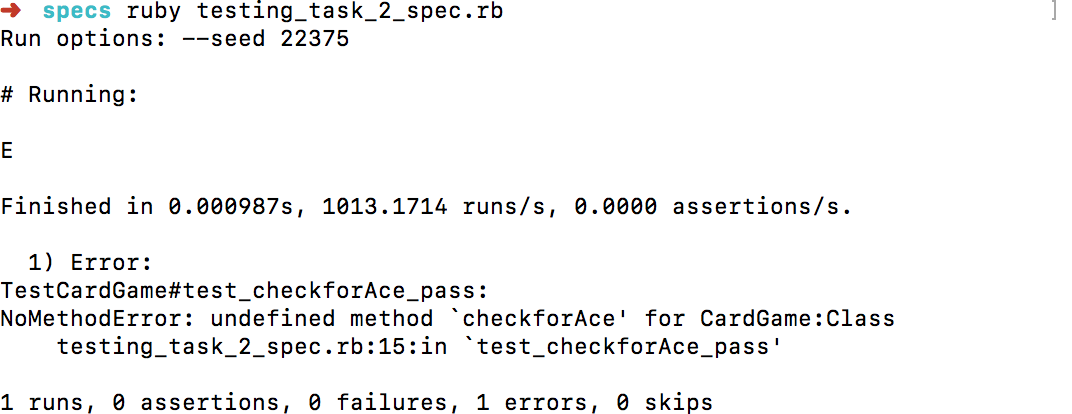 ➜ specs ruby testing_task_2_spec.rb ]
Run options: --seed 22375
# Running:
E
Finished in 0.000987s, 1013.1714 runs/s, 0.0000 assertions/s.
1) Error:
TestCardGame#test_checkforAce_pass:
NoMethodError: undefined method `checkforAce' for CardGame:Class
testing_task_2_spec.rb:15:in `test_checkforAce_pass'
1 runs, 0 assertions, 0 failures, 1 errors, 0 skips